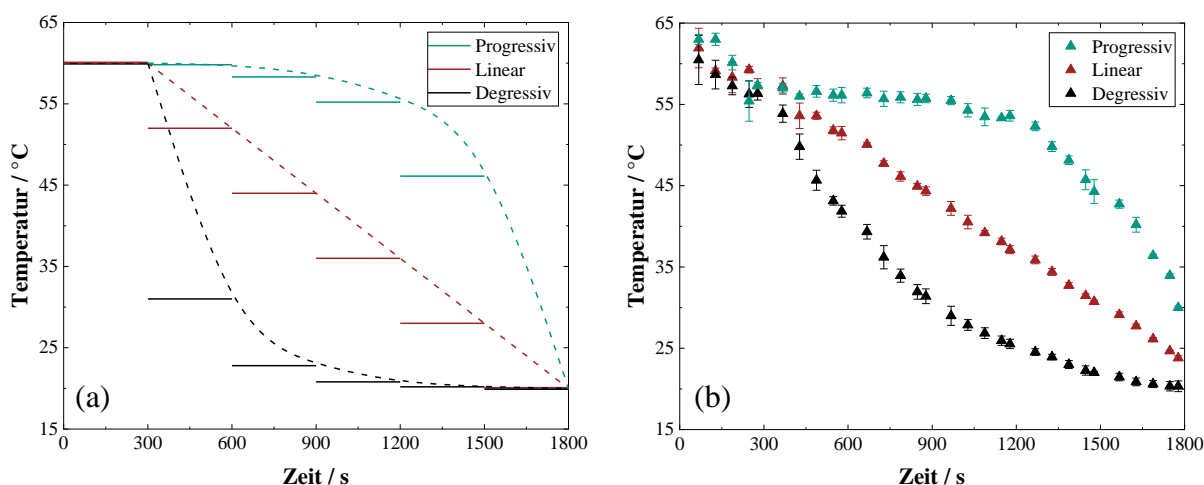 65
55
45
35
25
15
Temperatur / °C
Progressiv
Linear
Degressiv
(a)
0 300 600 900 1200 1500 1800
Zeit / s
65
55
45
35
25
15
Temperatur / °C
Progressiv
Linear
Degressiv
(b)
0 300 600 900 1200 1500 1800
Zeit / s